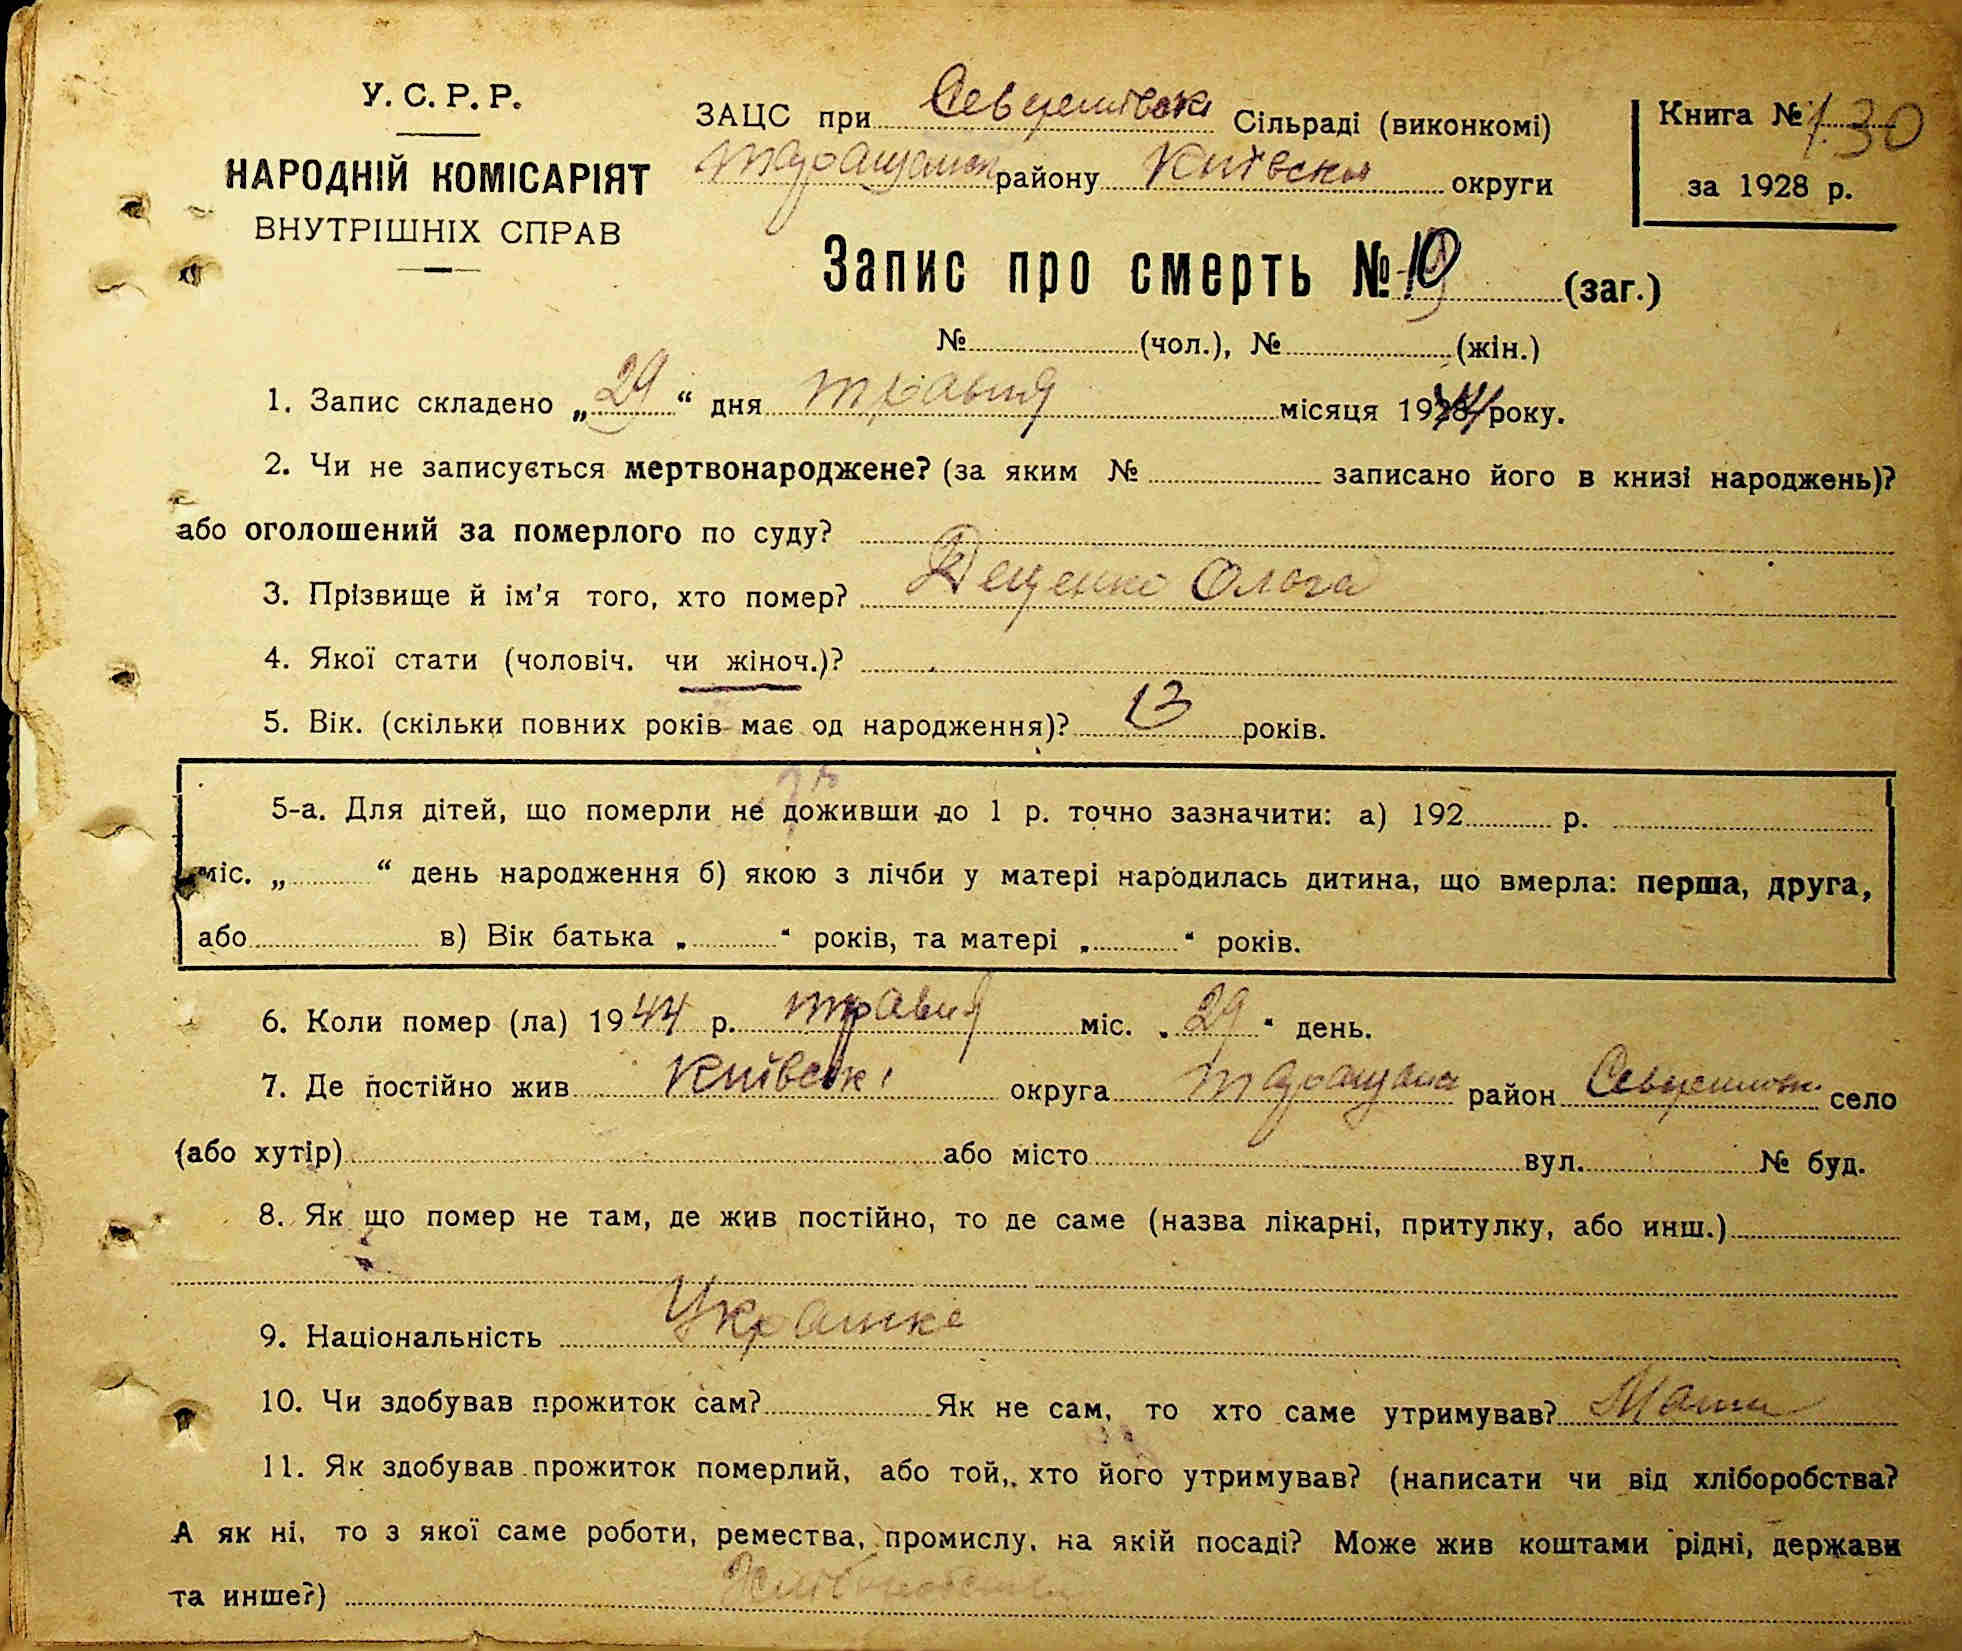 У. С. Р. Р.
НАРОДНІЙ КОМІСАРІЯТ
ВНУТРІШНІХ СПРАВ
ЗАЦС при Северинівск Сільраді (виконкомі)
Таращанск району Київськ округи
Книга № 130
за 1928 р.
Запис про смерть № 19 (заг.)
№ (чол.), № (жін.)
1. Запис складено „29“ дня травня місяця 1944 року.
2. Чи не записується мертвонароджене? (за яким № записано його в книзі народжень)?
або оголошений за померлого по суду?
3. Прізвище й ім'я того, хто помер? Деценко Ольга
4. Якої стати (чоловіч. чи жіноч.)?
5. Вік. (скільки повних років має од народження)? 13 років.
5-а. Для дітей, що померли не доживши до 1 р. точно зазначити: а) 192 р.
міс. „ “ день народження б) якою з лічби у матері народилась дитина, що вмерла: перша, друга,
або в) Вік батька „ “ років, та матері „ “ років.
6. Коли помер (ла) 1944 р. травня міс. „29“ день.
7. Де постійно жив Київськ округа Таращанск район село
(або хутір) або місто вул. № буд.
8. Як що помер не там, де жив постійно, то де саме (назва лікарні, притулку, або инш.)
9. Національність Українка
10. Чи здобував прожиток сам? Як не сам, то хто саме утримував? Мати
11. Як здобував прожиток померлий, або той, хто його утримував? (написати чи від хліборобства?
А як ні, то з якої саме роботи, ремества, промислу, на якій посаді? Може жив коштами рідні, держави
та инше?)